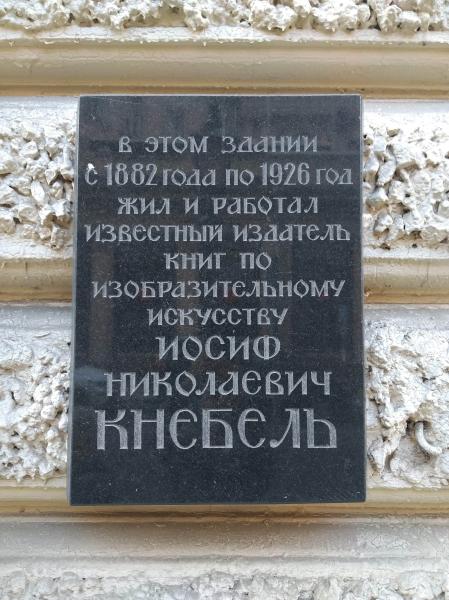 В ЭТОМ ЗДАНИИ
С 1882 ГОДА ПО 1926 ГОД
ЖИЛ И РАБОТАЛ
ИЗВЕСТНЫЙ ИЗДАТЕЛЬ
КНИГ ПО
ИЗОБРАЗИТЕЛЬНОМУ
ИСКУССТВУ
ИОСИФ
НИКОЛАЕВИЧ
КНЕБЕЛЬ